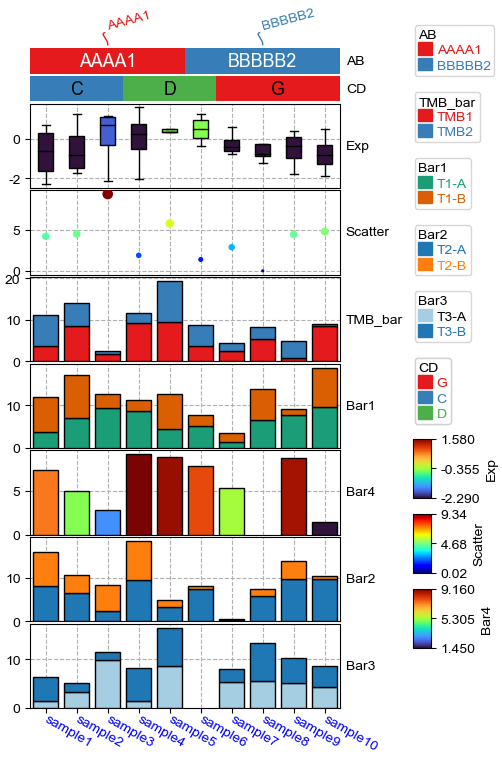 AAAA1
BBBBB2
AAAA1 BBBBB2 AB
C D G CD
0
-2
Exp
5
0
Scatter
20
10
0
TMB_bar
10
0
Bar1
5
0
Bar4
10
0
Bar2
10
0
Bar3
sample1
sample2
sample3
sample4
sample5
sample6
sample7
sample8
sample9
sample10
AB
AAAA1
BBBBB2
TMB_bar
TMB1
TMB2
Bar1
T1-A
T1-B
Bar2
T2-A
T2-B
Bar3
T3-A
T3-B
CD
G
C
D
1.580
-0.355
-2.290
Exp
9.34
4.68
0.02
Scatter
9.160
5.305
1.450
Bar4